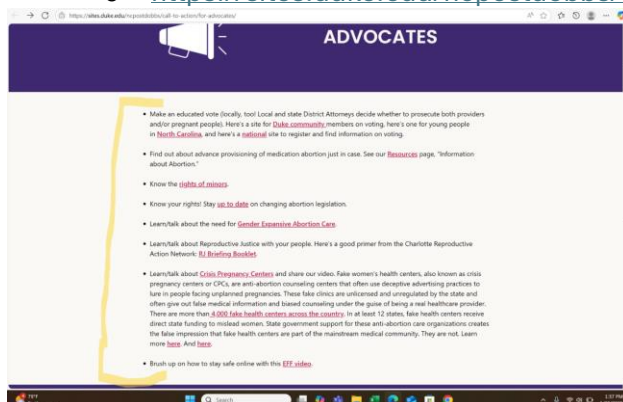 https://sites.duke.edu/ncpostdobbs/call-to-action/for-advocates/
ADVOCATES
Make an educated vote (locally, too! Local and state District Attorneys decide whether to prosecute both providers
and/or pregnant people). Here's a site for Duke community members on voting, here's one for young people
in North Carolina, and here's a national site to register and find information on voting.
Find out about advance provisioning of medication abortion just in case. See our Resources page, "Information
about Abortion."
Know the rights of minors.
Know your rights! Stay up to date on changing abortion legislation.
Learn/talk about the need for Gender Expansive Abortion Care.
Learn/talk about Reproductive Justice with your people. Here's a good primer from the Charlotte Reproductive
Action Network: RJ Briefing Booklet.
Learn/talk about Crisis Pregnancy Centers and share our video. Fake women's health centers, also known as crisis
pregnancy centers or CPCs, are anti-abortion counseling centers that often use deceptive advertising practices to
lure in people facing unplanned pregnancies. These fake clinics are unlicensed and unregulated by the state and
often give out false medical information and biased counseling under the guise of being a real healthcare provider.
There are more than 4,000 fake health centers across the country. In at least 12 states, fake health centers receive
direct state funding to mislead women. State government support for these anti-abortion care organizations creates
the false impression that fake health centers are part of the mainstream medical community. They are not. Learn
more here. And here.
Brush up on how to stay safe online with this EFF video.
Search
1:37 PM